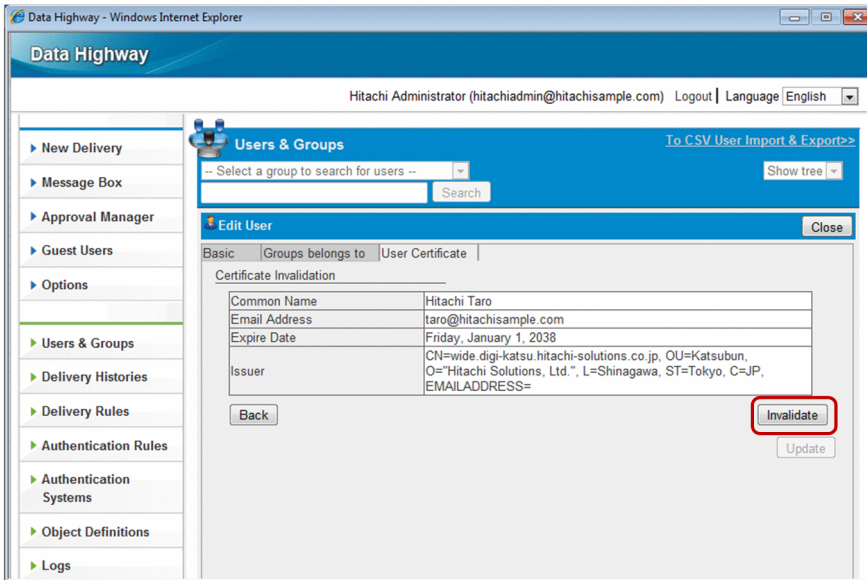 Data Highway - Windows Internet Explorer
Data Highway
Hitachi Administrator (hitachiadmin@hitachisample.com) Logout | Language English
New Delivery
Message Box
Approval Manager
Guest Users
Options
Users & Groups
Delivery Histories
Delivery Rules
Authentication Rules
Authentication
Systems
Object Definitions
Logs
Users & Groups
To CSV User Import & Export>>
-- Select a group to search for users --
Show tree
Search
Edit User
Close
Basic
Groups belongs to
User Certificate
Certificate Invalidation
Common Name Hitachi Taro
Email Address taro@hitachisample.com
Expire Date Friday, January 1, 2038
Issuer
CN=wide.digi-katsu.hitachi-solutions.co.jp, OU=Katsubun,
O="Hitachi Solutions, Ltd.", L=Shinagawa, ST=Tokyo, C=JP,
EMAILADDRESS=
Back
Invalidate
Update